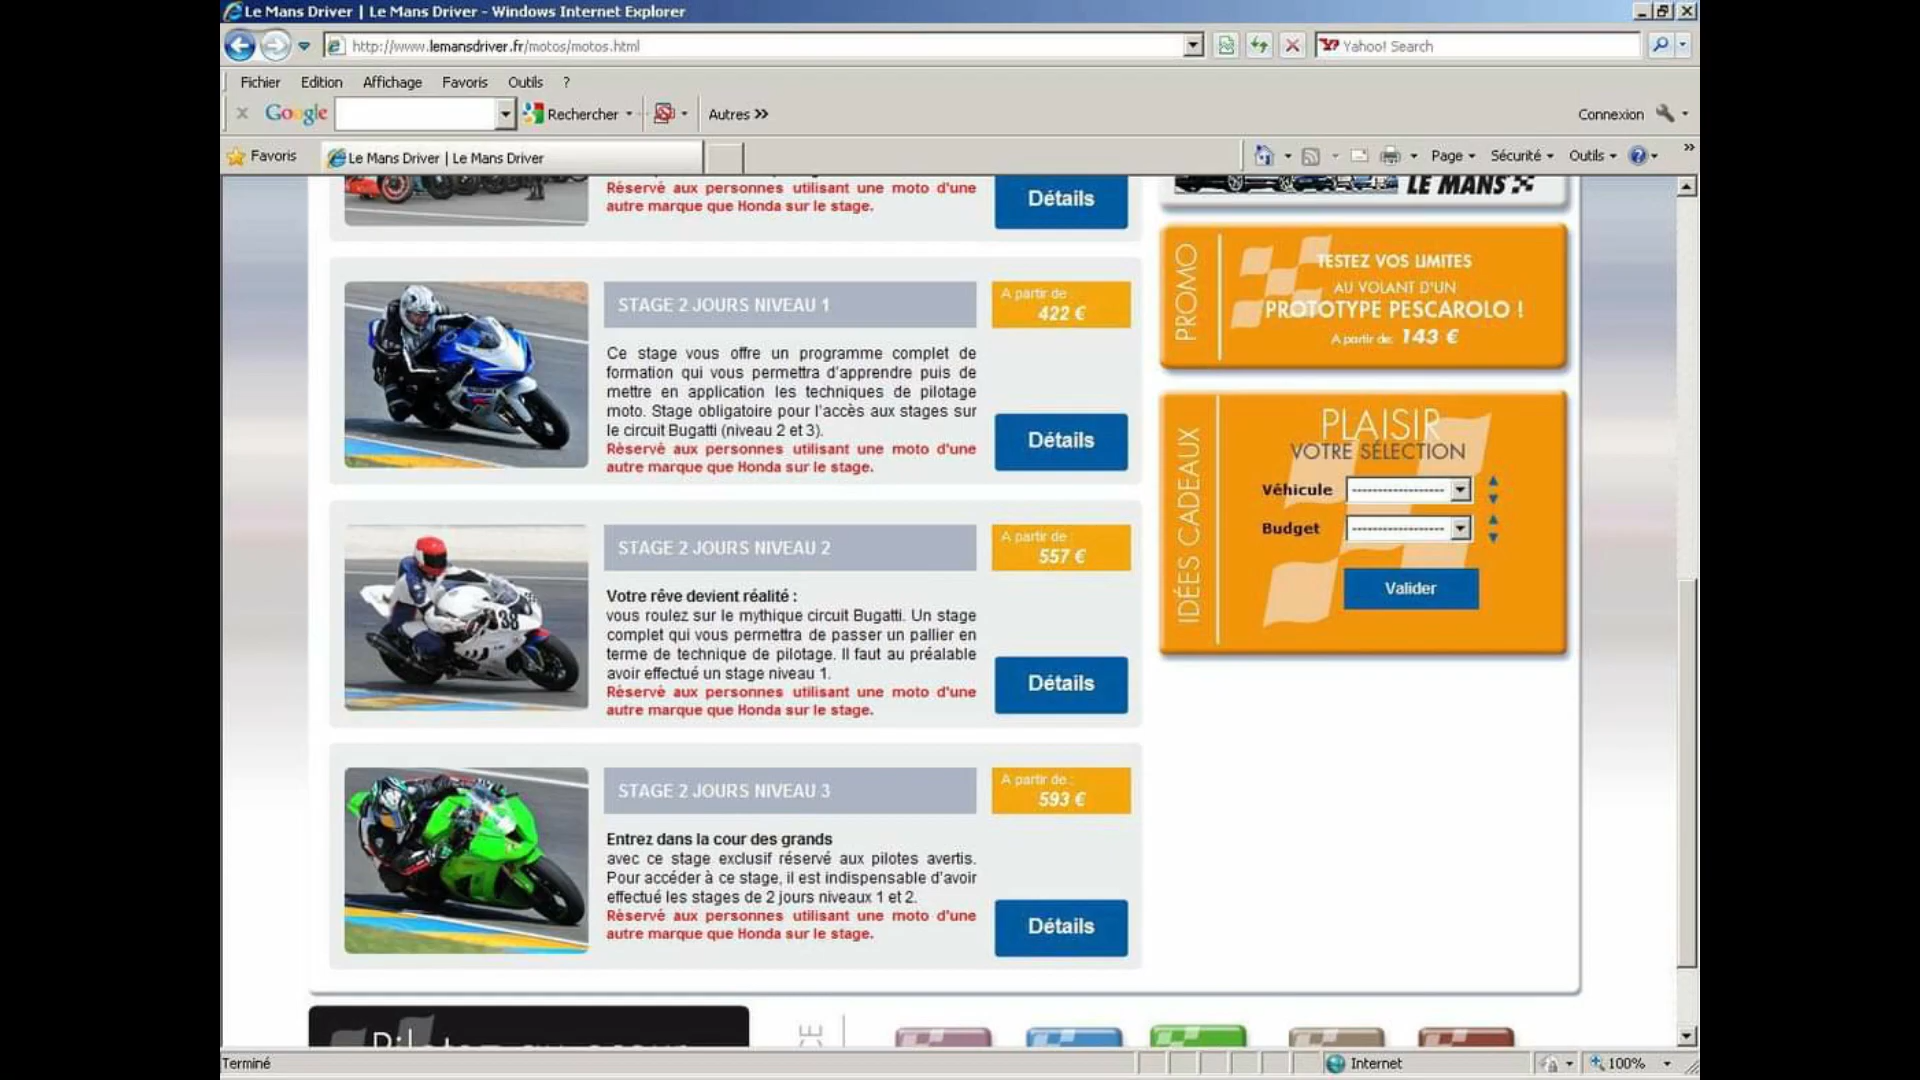 Le Mans Driver | Le Mans Driver - Windows Internet Explorer
http://www.lemansdriver.fr/motos/motos.html
Yahoo! Search
Fichier Edition Affichage Favoris Outils ?
Google Rechercher Autres Connexion
Favoris Le Mans Driver | Le Mans Driver Page Sécurité Outils
Réservé aux personnes utilisant une moto d'une
autre marque que Honda sur le stage.
Détails
STAGE 2 JOURS NIVEAU 1
A partir de :
422 €
Ce stage vous offre un programme complet de
formation qui vous permettra d'apprendre puis de
mettre en application les techniques de pilotage
moto. Stage obligatoire pour l'accès aux stages sur
le circuit Bugatti (niveau 2 et 3).
Réservé aux personnes utilisant une moto d'une
autre marque que Honda sur le stage.
Détails
STAGE 2 JOURS NIVEAU 2
A partir de :
557 €
Votre rêve devient réalité :
vous roulez sur le mythique circuit Bugatti. Un stage
complet qui vous permettra de passer un pallier en
terme de technique de pilotage. Il faut au préalable
avoir effectué un stage niveau 1.
Réservé aux personnes utilisant une moto d'une
autre marque que Honda sur le stage.
Détails
38
STAGE 2 JOURS NIVEAU 3
A partir de :
593 €
Entrez dans la cour des grands
avec ce stage exclusif réservé aux pilotes avertis.
Pour accéder à ce stage, il est indispensable d'avoir
effectué les stages de 2 jours niveaux 1 et 2.
Réservé aux personnes utilisant une moto d'une
autre marque que Honda sur le stage.
Détails
LE MANS
PROMO
TESTEZ VOS LIMITES
AU VOLANT D'UN
PROTOTYPE PESCAROLO !
A partir de: 143 €
IDÉES CADEAUX
PLAISIR
VOTRE SÉLECTION
Véhicule ------------------
Budget ------------------
Valider
Terminé
Internet
100%